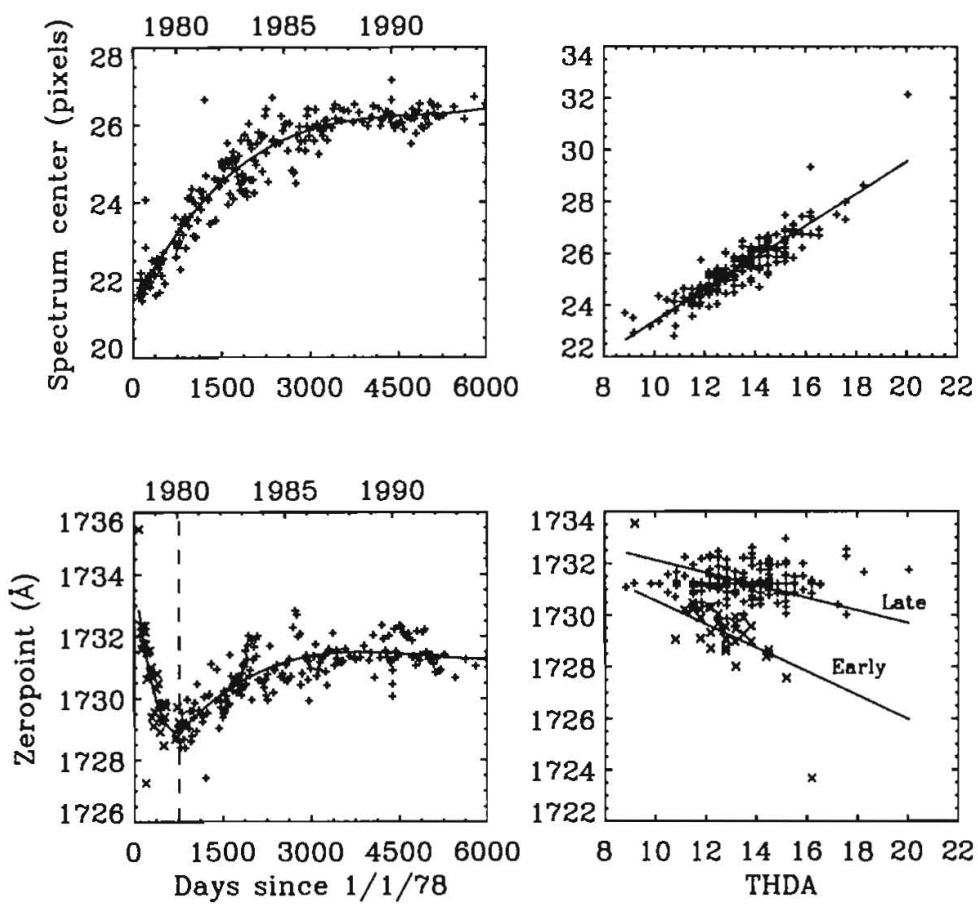 1980 1985 1990
Spectrum center (pixels)
28
26
24
22
20
0 1500 3000 4500 6000
34
32
30
28
26
24
22
8 10 12 14 16 18 20 22
1980 1985 1990
Zeropoint (Å)
1736
1734
1732
1730
1728
1726
0 1500 3000 4500 6000
Days since 1/1/78
1734
1732
1730
1728
1726
1724
1722
Late
Early
8 10 12 14 16 18 20 22
THDA